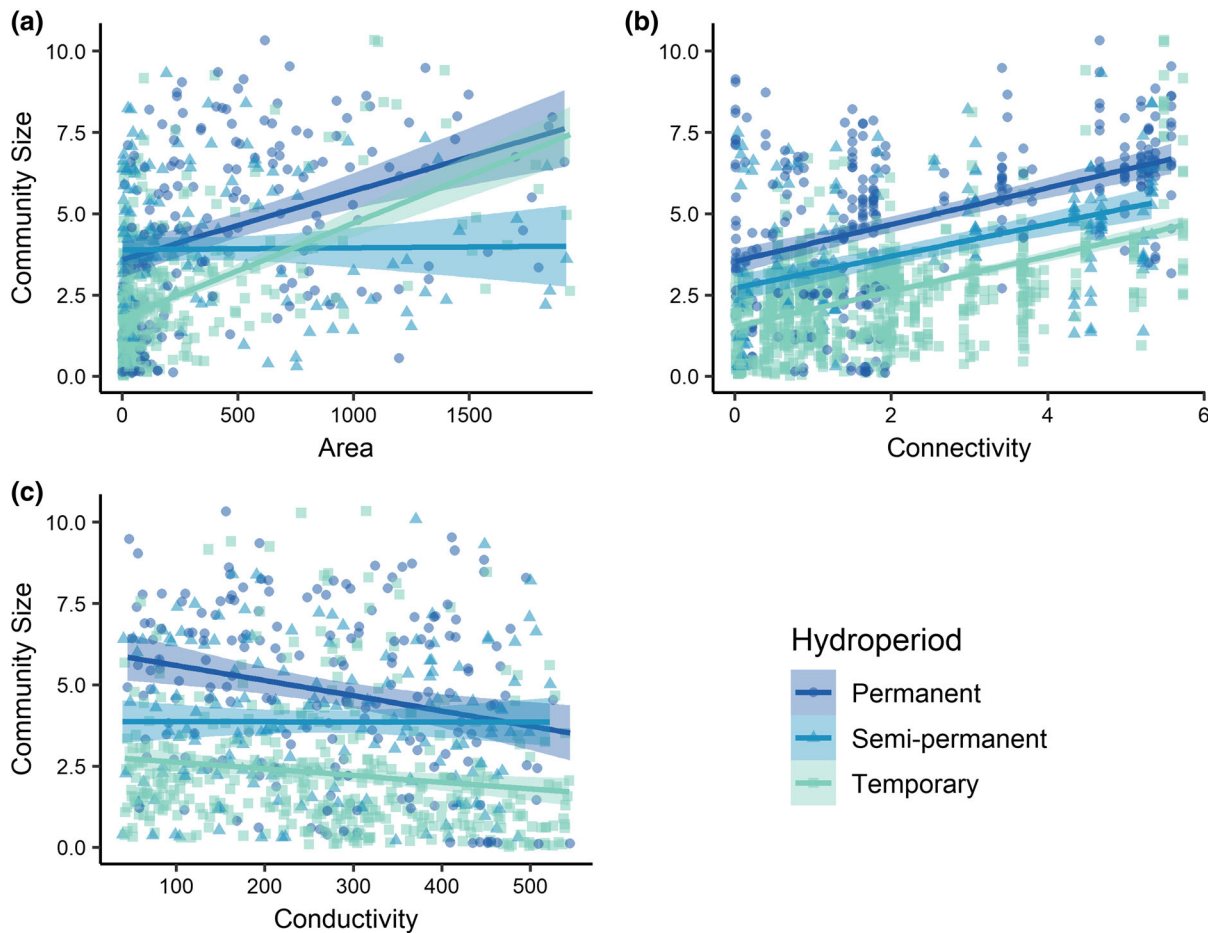 (a)
10.0
7.5
5.0
2.5
0.0
Community Size
0 500 1000 1500
Area
(b)
10.0
7.5
5.0
2.5
0.0
Community Size
0 2 4 6
Connectivity
(c)
10.0
7.5
5.0
2.5
0.0
Community Size
100 200 300 400 500
Conductivity
Hydroperiod
Permanent
Semi-permanent
Temporary